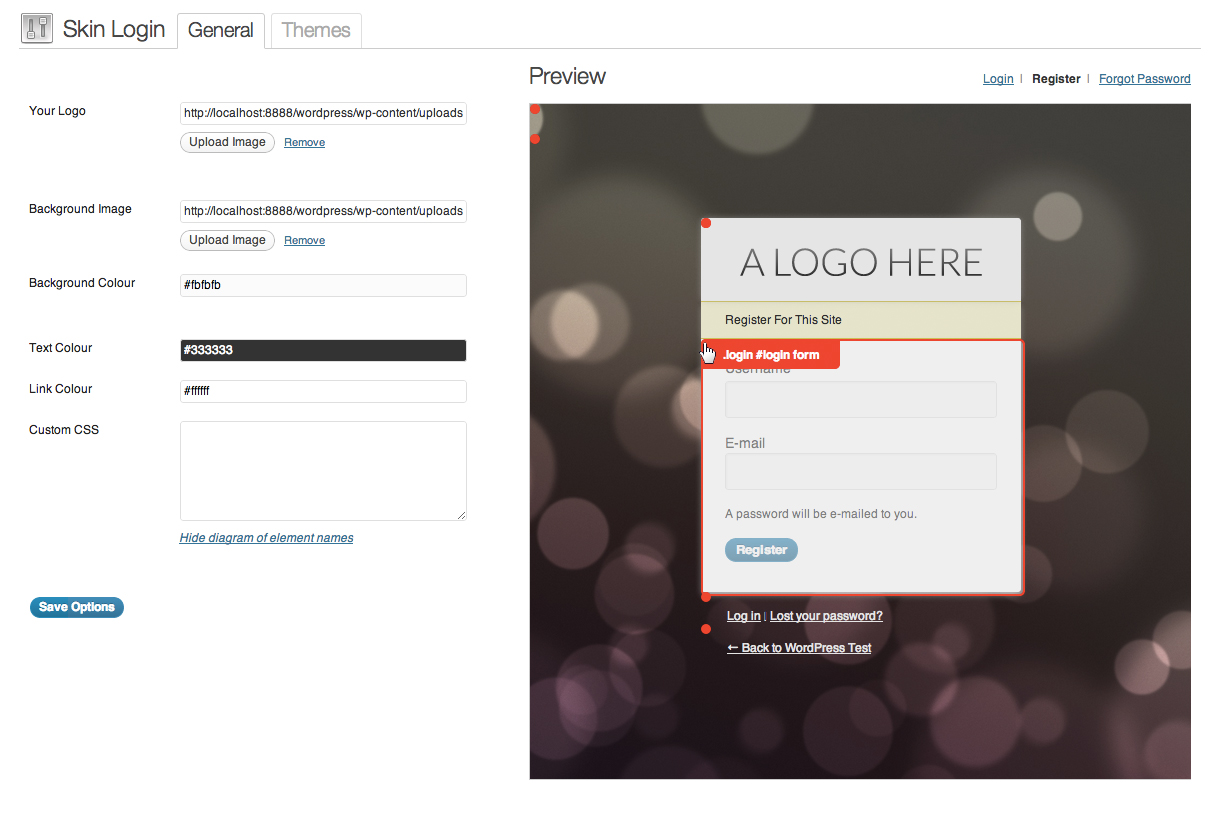 Skin Login General Themes
Preview
Login | Register | Forgot Password
Your Logo
http://localhost:8888/wordpress/wp-content/uploads
Upload Image Remove
Background Image
http://localhost:8888/wordpress/wp-content/uploads
Upload Image Remove
Background Colour
#fbfbfb
Text Colour
#333333
Link Colour
#ffffff
Custom CSS
Hide diagram of element names
Save Options
A LOGO HERE
Register For This Site
.login #login form
Username
E-mail
A password will be e-mailed to you.
Register
Log in | Lost your password?
← Back to WordPress Test